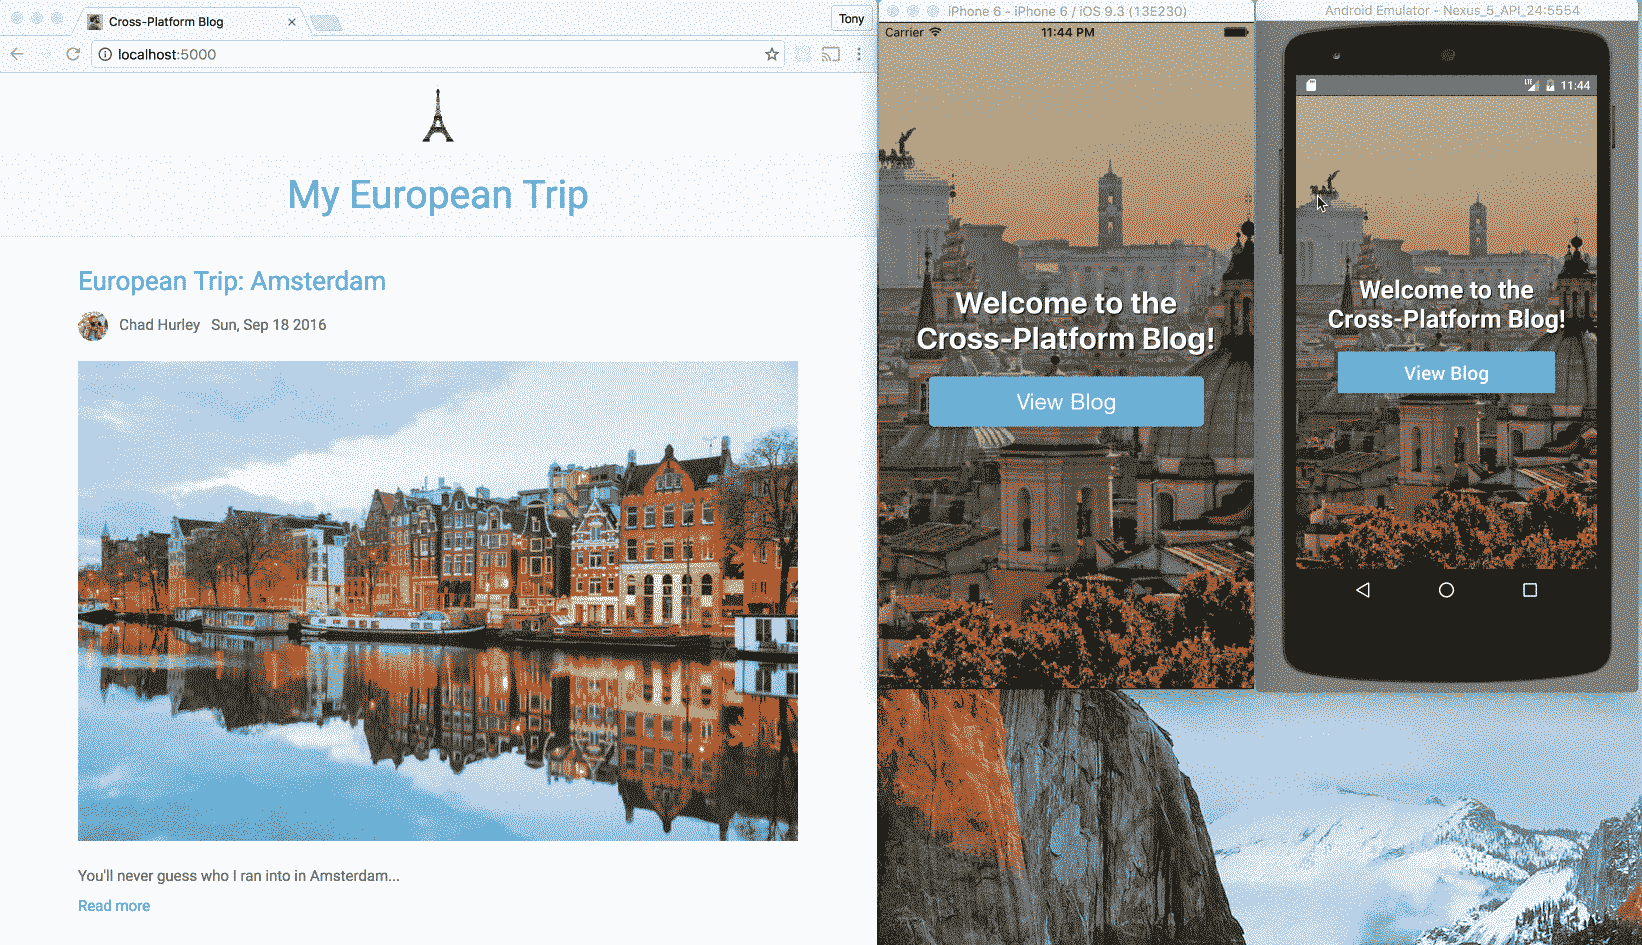 Cross-Platform Blog
Tony
localhost:5000
My European Trip
European Trip: Amsterdam
Chad Hurley Sun, Sep 18 2016
You'll never guess who I ran into in Amsterdam...
Read more
iPhone 6 - iPhone 6 / iOS 9.3 (13E230)
Carrier 11:44 PM
Welcome to the
Cross-Platform Blog!
View Blog
Android Emulator - Nexus_5_API_24:5554
LTE 11:44
Welcome to the
Cross-Platform Blog!
View Blog